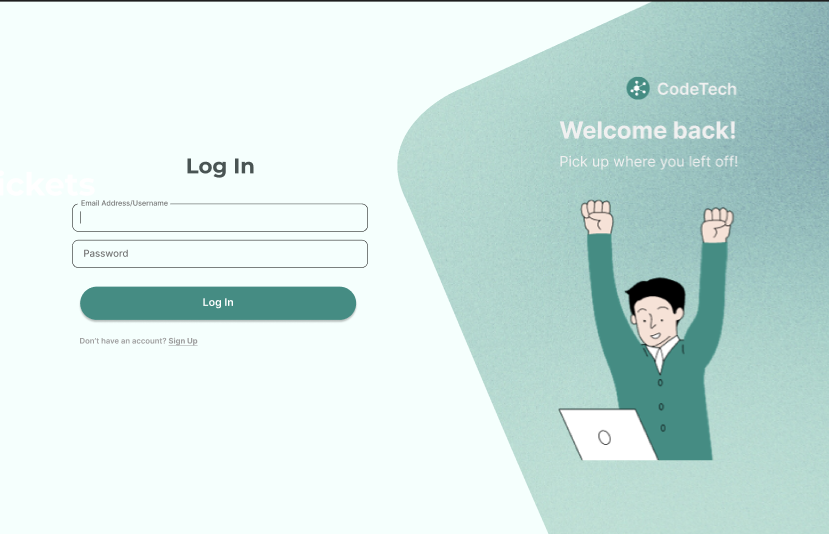 Log In
ckets
Email Address/Username
Password
Log In
Don't have an account? Sign Up
CodeTech
Welcome back!
Pick up where you left off!